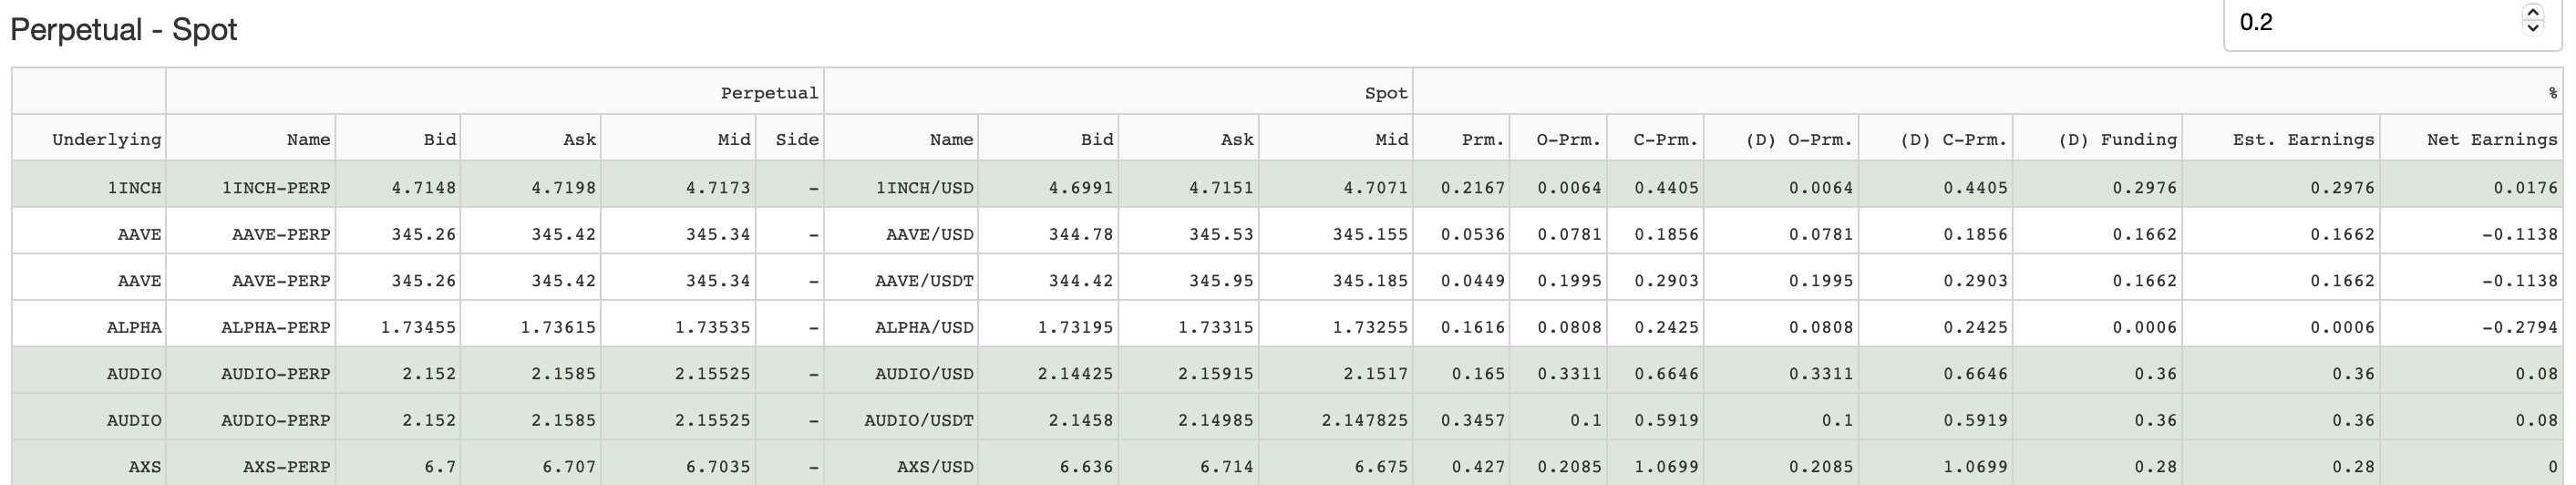 Perpetual - Spot
0.2
Perpetual Spot %
Underlying Name Bid Ask Mid Side Name Bid Ask Mid Prm. O-Prm. C-Prm. (D) O-Prm. (D) C-Prm. (D) Funding Est. Earnings Net Earnings
1INCH 1INCH-PERP 4.7148 4.7198 4.7173 - 1INCH/USD 4.6991 4.7151 4.7071 0.2167 0.0064 0.4405 0.0064 0.4405 0.2976 0.2976 0.0176
AAVE AAVE-PERP 345.26 345.42 345.34 - AAVE/USD 344.78 345.53 345.155 0.0536 0.0781 0.1856 0.0781 0.1856 0.1662 0.1662 -0.1138
AAVE AAVE-PERP 345.26 345.42 345.34 - AAVE/USDT 344.42 345.95 345.185 0.0449 0.1995 0.2903 0.1995 0.2903 0.1662 0.1662 -0.1138
ALPHA ALPHA-PERP 1.73455 1.73615 1.73535 - ALPHA/USD 1.73195 1.73315 1.73255 0.1616 0.0808 0.2425 0.0808 0.2425 0.0006 0.0006 -0.2794
AUDIO AUDIO-PERP 2.152 2.1585 2.15525 - AUDIO/USD 2.14425 2.15915 2.1517 0.165 0.3311 0.6646 0.3311 0.6646 0.36 0.36 0.08
AUDIO AUDIO-PERP 2.152 2.1585 2.15525 - AUDIO/USDT 2.1458 2.14985 2.147825 0.3457 0.1 0.5919 0.1 0.5919 0.36 0.36 0.08
AXS AXS-PERP 6.7 6.707 6.7035 - AXS/USD 6.636 6.714 6.675 0.427 0.2085 1.0699 0.2085 1.0699 0.28 0.28 0